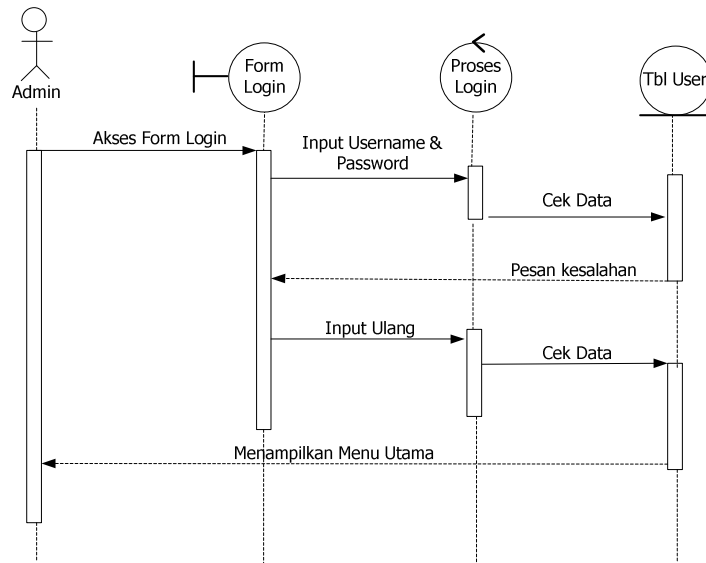 Admin
Form
Login
Proses
Login
Tbl User
Akses Form Login
Input Username &
Password
Cek Data
Pesan kesalahan
Input Ulang
Cek Data
Menampilkan Menu Utama